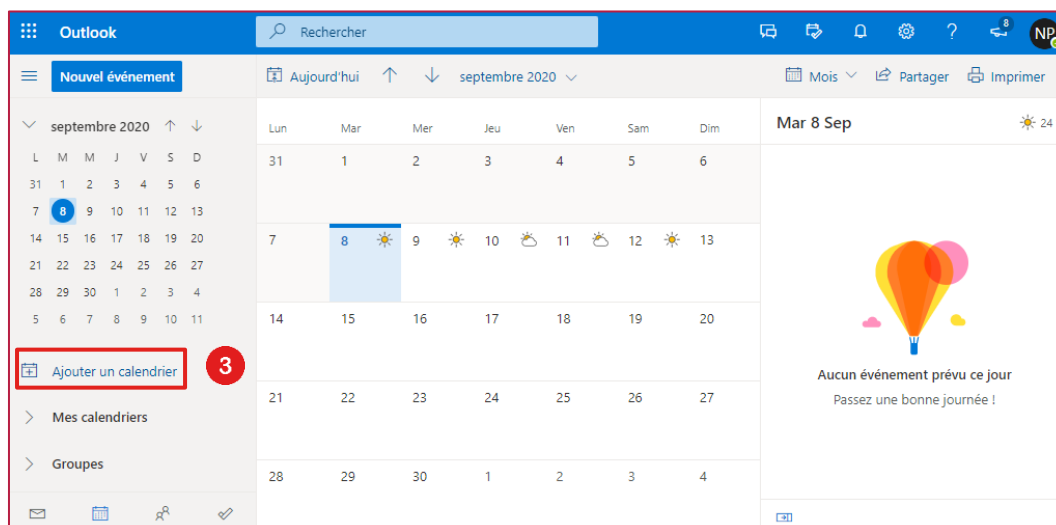 Outlook
Rechercher
8
NP
Nouvel événement
Aujourd'hui
septembre 2020
Mois
Partager
Imprimer
septembre 2020
L M M J V S D
31 1 2 3 4 5 6
7 8 9 10 11 12 13
14 15 16 17 18 19 20
21 22 23 24 25 26 27
28 29 30 1 2 3 4
5 6 7 8 9 10 11
Ajouter un calendrier
3
Mes calendriers
Groupes
Lun Mar Mer Jeu Ven Sam Dim
31 1 2 3 4 5 6
7 8 9 10 11 12 13
14 15 16 17 18 19 20
21 22 23 24 25 26 27
28 29 30 1 2 3 4
Mar 8 Sep
24
Aucun événement prévu ce jour
Passez une bonne journée !